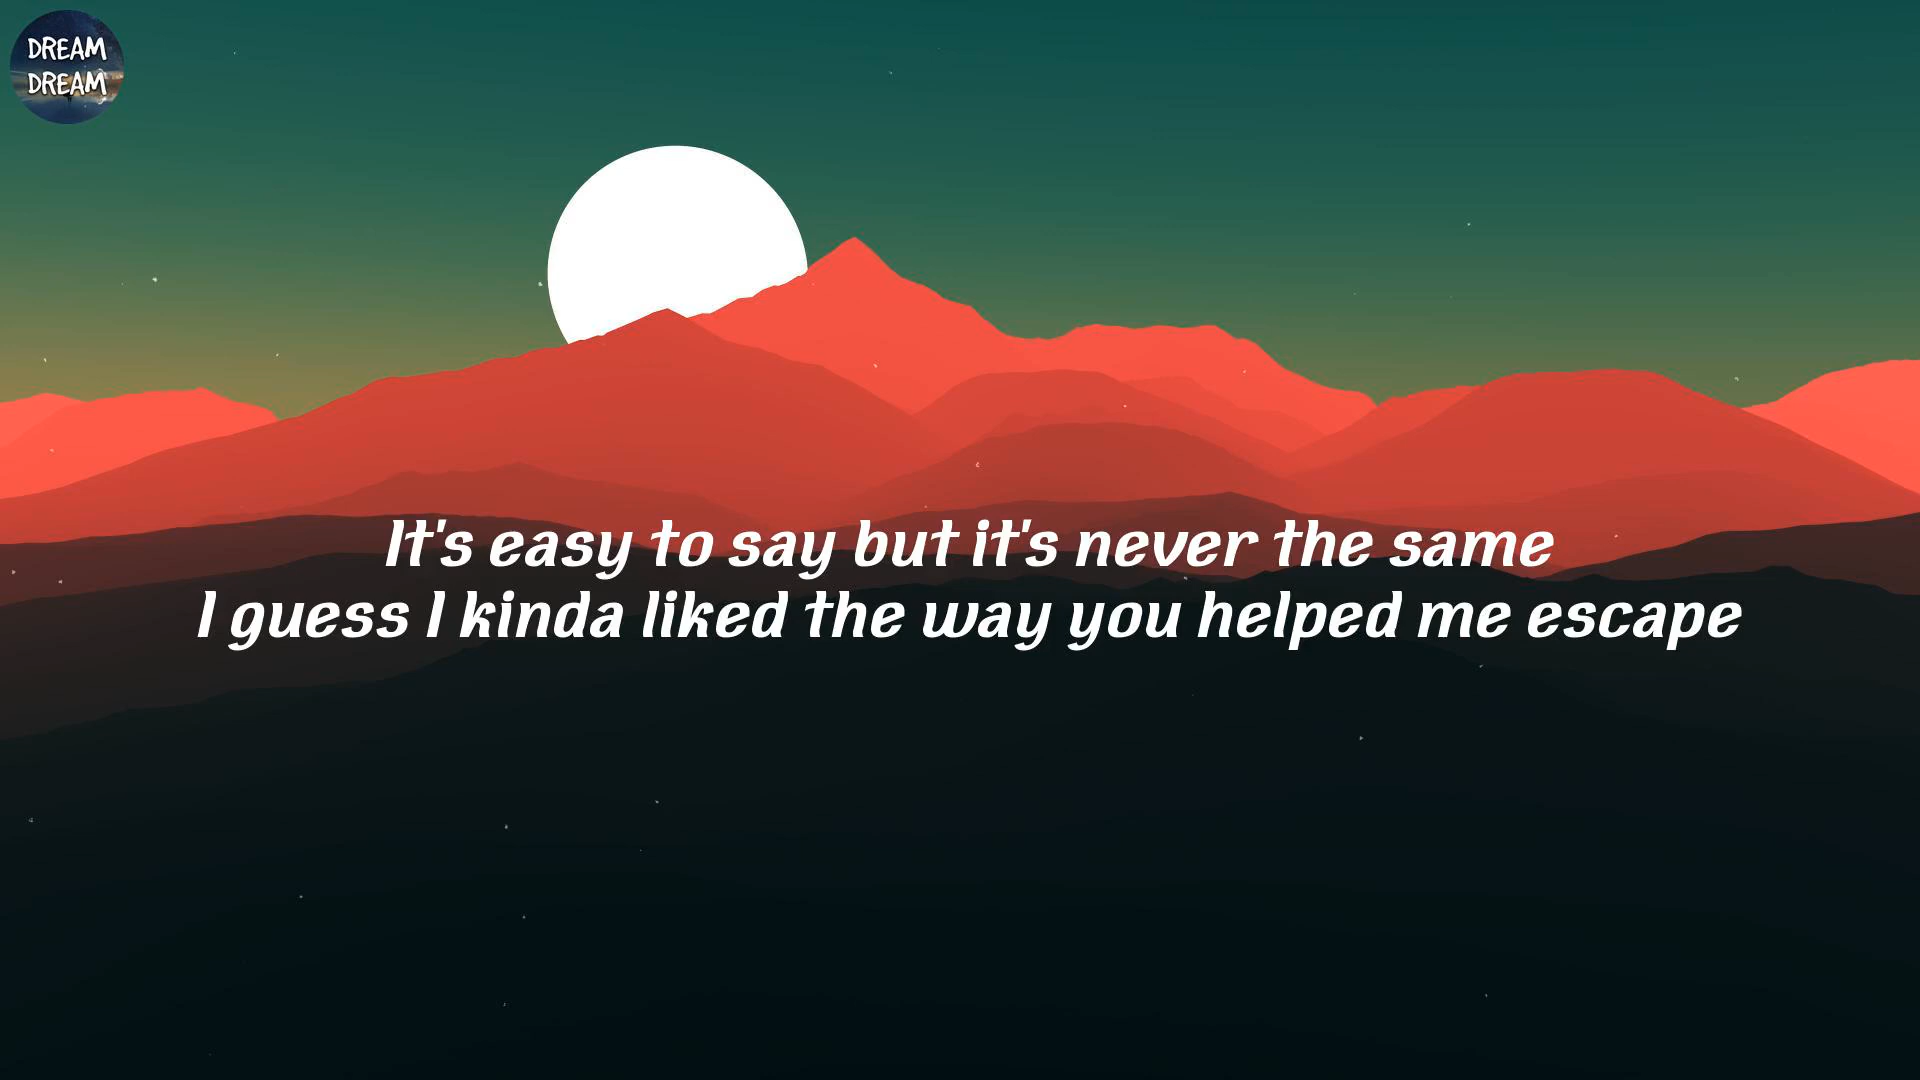 DREAM
DREAM
It's easy to say but it's never the same
I guess I kinda liked the way you helped me escape